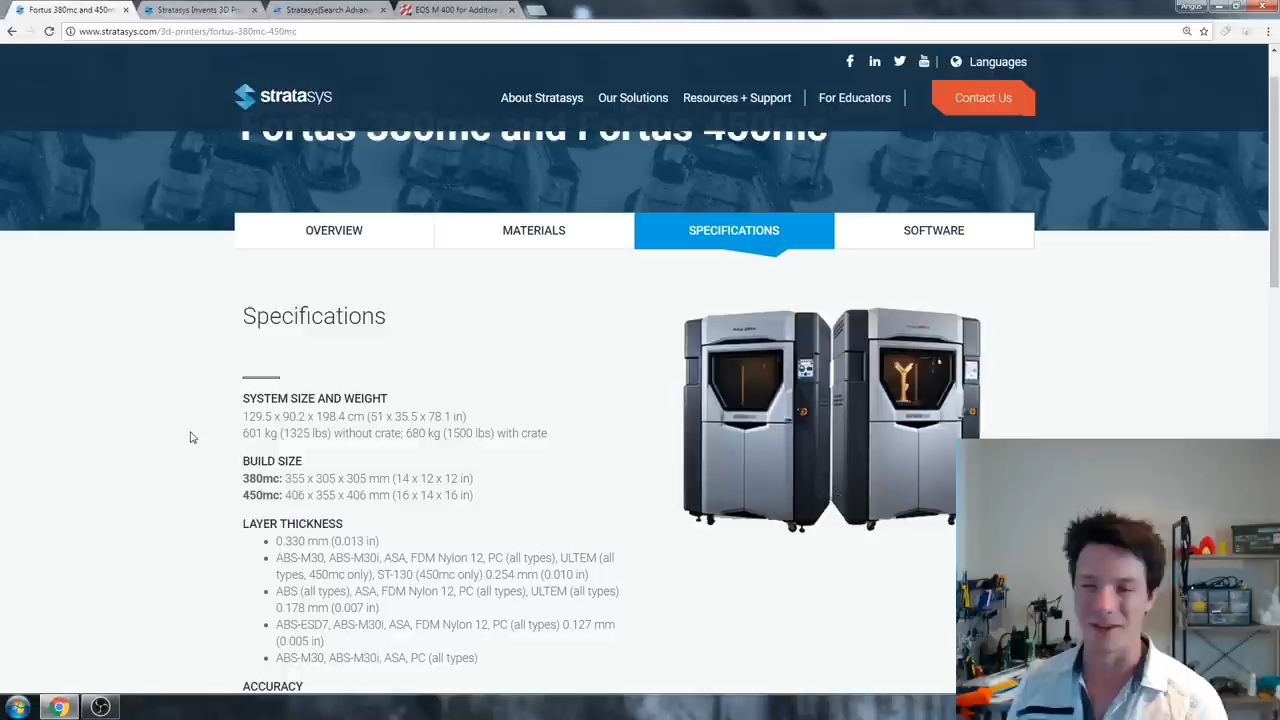 Fortus 380mc and 450m
Stratasys Invents 3D Pri
Stratasys|Search Advan
EOS M 400 for Additive
Angus
www.stratasys.com/3d-printers/fortus-380mc-450mc
Languages
stratasys
About Stratasys
Our Solutions
Resources + Support
For Educators
Contact Us
Fortus 380mc and Fortus 450mc
OVERVIEW
MATERIALS
SPECIFICATIONS
SOFTWARE
Specifications
SYSTEM SIZE AND WEIGHT
129.5 x 90.2 x 198.4 cm (51 x 35.5 x 78.1 in)
601 kg (1325 lbs) without crate; 680 kg (1500 lbs) with crate
BUILD SIZE
380mc: 355 x 305 x 305 mm (14 x 12 x 12 in)
450mc: 406 x 355 x 406 mm (16 x 14 x 16 in)
LAYER THICKNESS
0.330 mm (0.013 in)
ABS-M30, ABS-M30i, ASA, FDM Nylon 12, PC (all types), ULTEM (all
types, 450mc only), ST-130 (450mc only) 0.254 mm (0.010 in)
ABS (all types), ASA, FDM Nylon 12, PC (all types), ULTEM (all types)
0.178 mm (0.007 in)
ABS-ESD7, ABS-M30i, ASA, FDM Nylon 12, PC (all types) 0.127 mm
(0.005 in)
ABS-M30, ABS-M30i, ASA, PC (all types)
ACCURACY